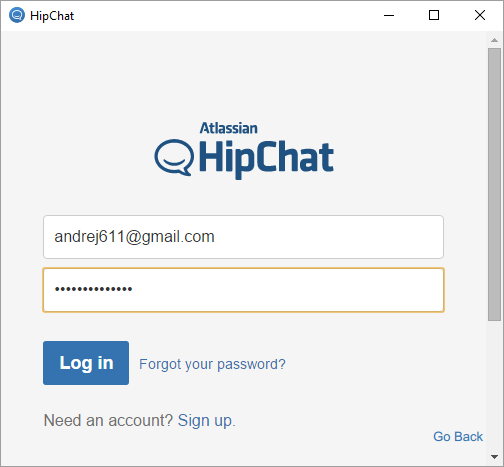 HipChat
Atlassian
HipChat
andrej611@gmail.com
••••••••••••••
Log in
Forgot your password?
Need an account? Sign up.
Go Back